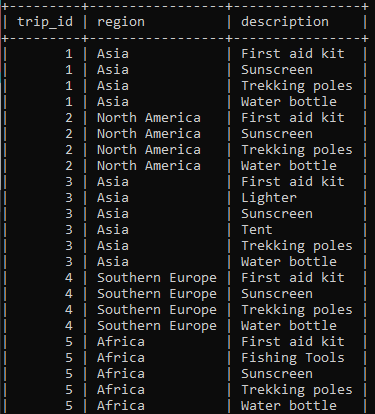 +---------+-----------------+----------------+
| trip_id | region          | description    |
+---------+-----------------+----------------+
|       1 | Asia            | First aid kit  |
|       1 | Asia            | Sunscreen      |
|       1 | Asia            | Trekking poles |
|       1 | Asia            | Water bottle   |
|       2 | North America   | First aid kit  |
|       2 | North America   | Sunscreen      |
|       2 | North America   | Trekking poles |
|       2 | North America   | Water bottle   |
|       3 | Asia            | First aid kit  |
|       3 | Asia            | Lighter        |
|       3 | Asia            | Sunscreen      |
|       3 | Asia            | Tent           |
|       3 | Asia            | Trekking poles |
|       3 | Asia            | Water bottle   |
|       4 | Southern Europe | First aid kit  |
|       4 | Southern Europe | Sunscreen      |
|       4 | Southern Europe | Trekking poles |
|       4 | Southern Europe | Water bottle   |
|       5 | Africa          | First aid kit  |
|       5 | Africa          | Fishing Tools  |
|       5 | Africa          | Sunscreen      |
|       5 | Africa          | Trekking poles |
|       5 | Africa          | Water bottle   |